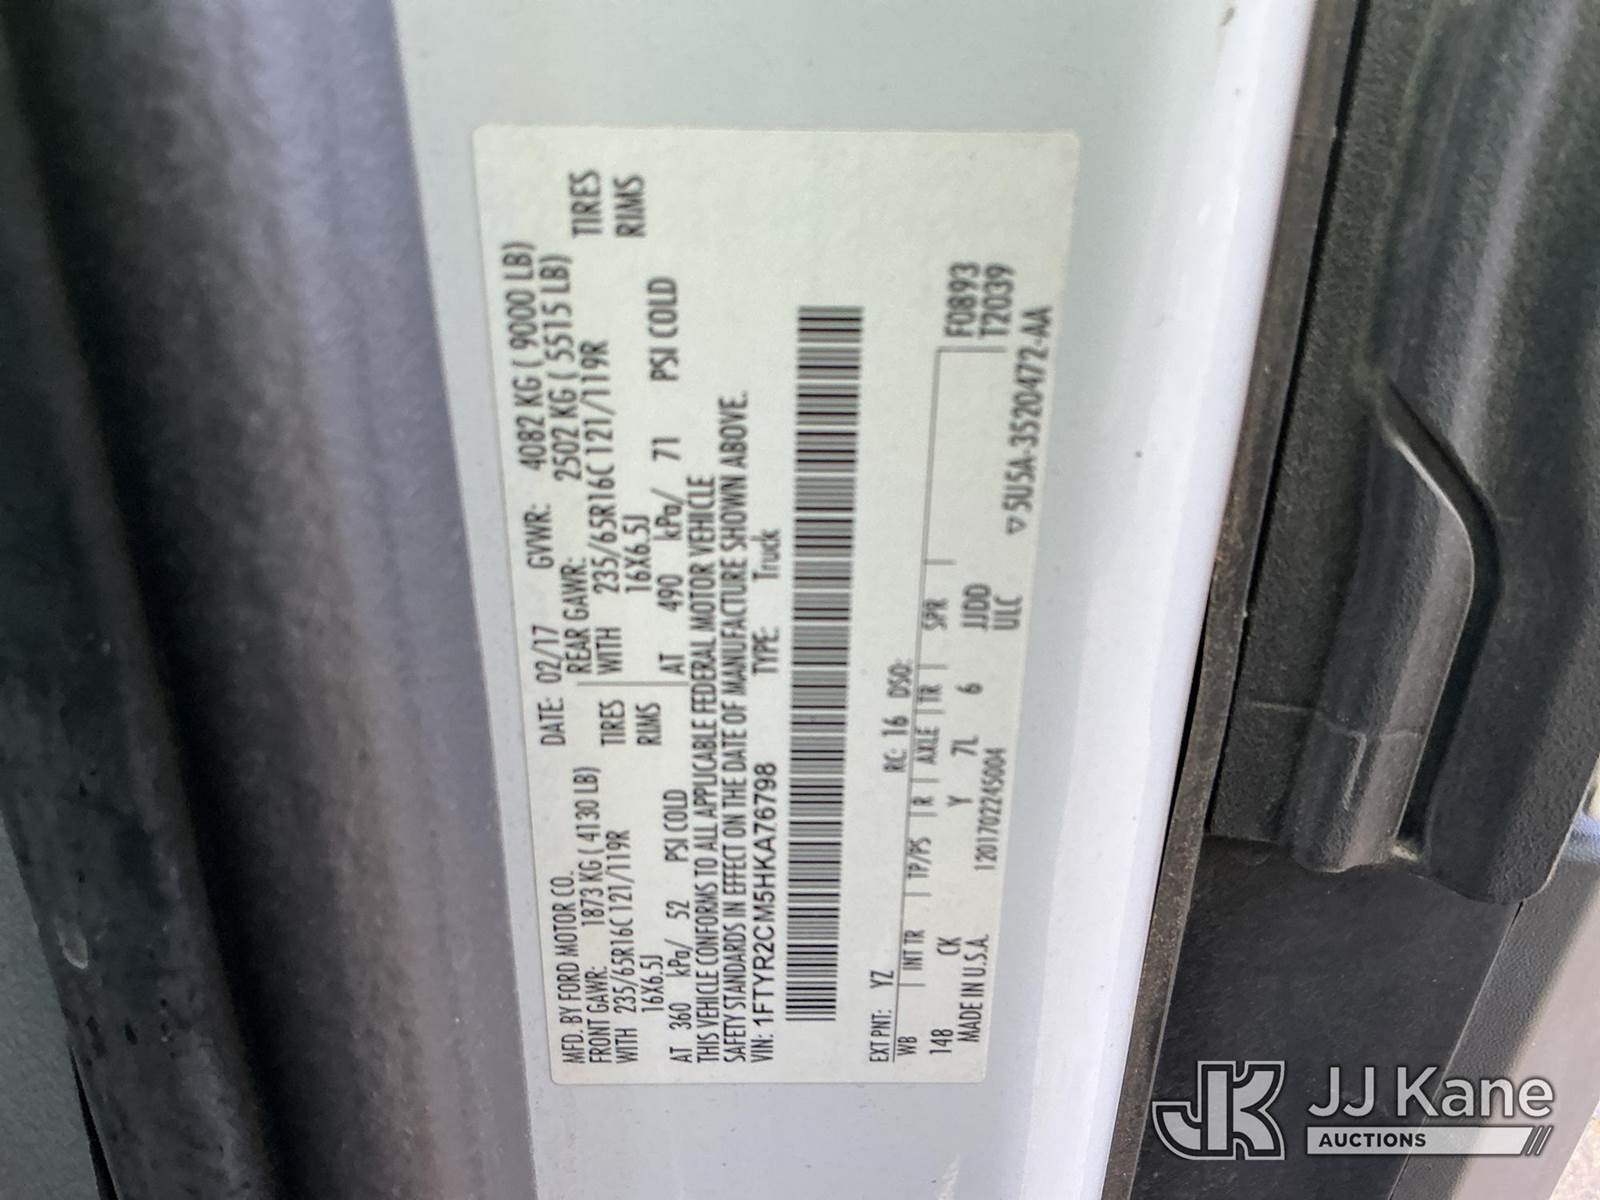 MFD. BY FORD MOTOR CO.
DATE: 02/17 GVWR: 4082 KG ( 9000 LB)
FRONT GAWR: 1873 KG ( 4130 LB) REAR GAWR: 2502 KG ( 5515 LB)
WITH 235/65R16C 121/119R TIRES WITH 235/65R16C 121/119R TIRES
16X6.5J RIMS 16X6.5J RIMS
AT 360 kPa/ 52 PSI COLD AT 490 kPa/ 71 PSI COLD
THIS VEHICLE CONFORMS TO ALL APPLICABLE FEDERAL MOTOR VEHICLE
SAFETY STANDARDS IN EFFECT ON THE DATE OF MANUFACTURE SHOWN ABOVE.
VIN: 1FTYR2CM5HKA76798 TYPE: Truck
EXT PNT: YZ RC: 16 DSO:
WB INT TR TP/PS R AXLE TR SPR F0893
148 CK Y 7L 6 JJDD T2039
MADE IN U.S.A. 1201702245004 ULC ▽5U5A-3520472-AA
JK JJ Kane
AUCTIONS